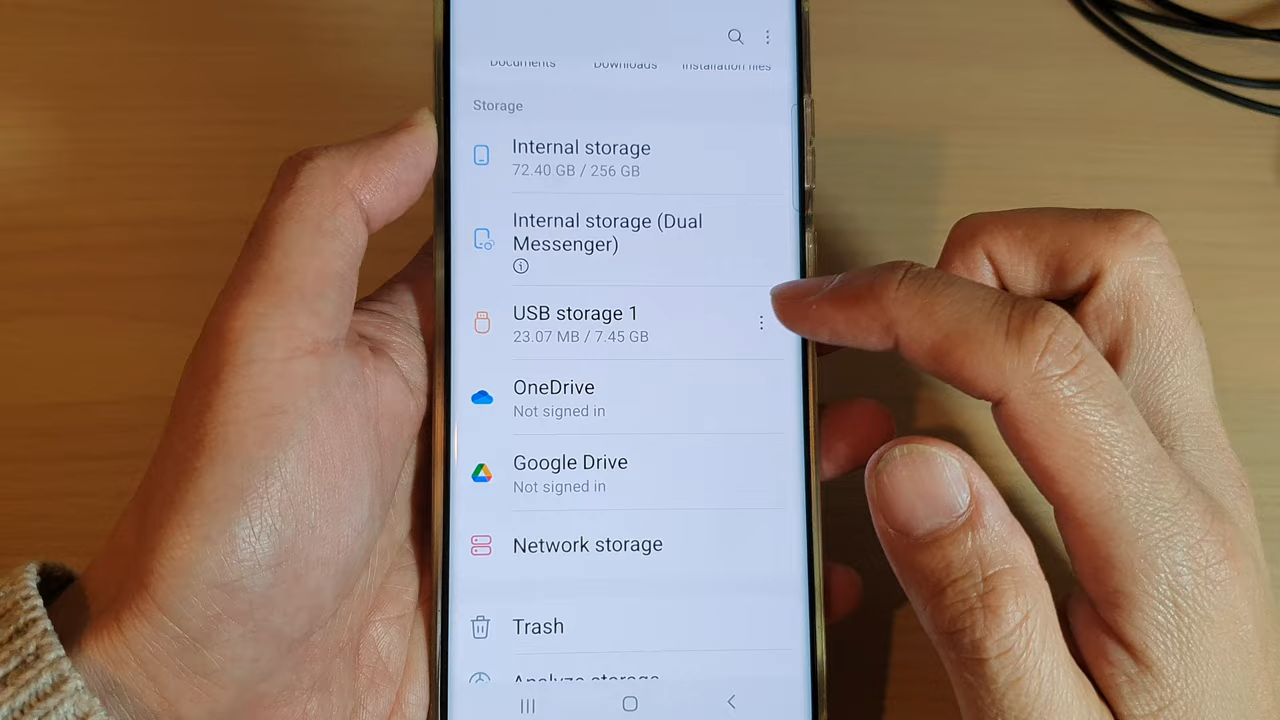 Documents Downloads Installation files
Storage
Internal storage
72.40 GB / 256 GB
Internal storage (Dual
Messenger)
USB storage 1
23.07 MB / 7.45 GB
OneDrive
Not signed in
Google Drive
Not signed in
Network storage
Trash
Analyze storage